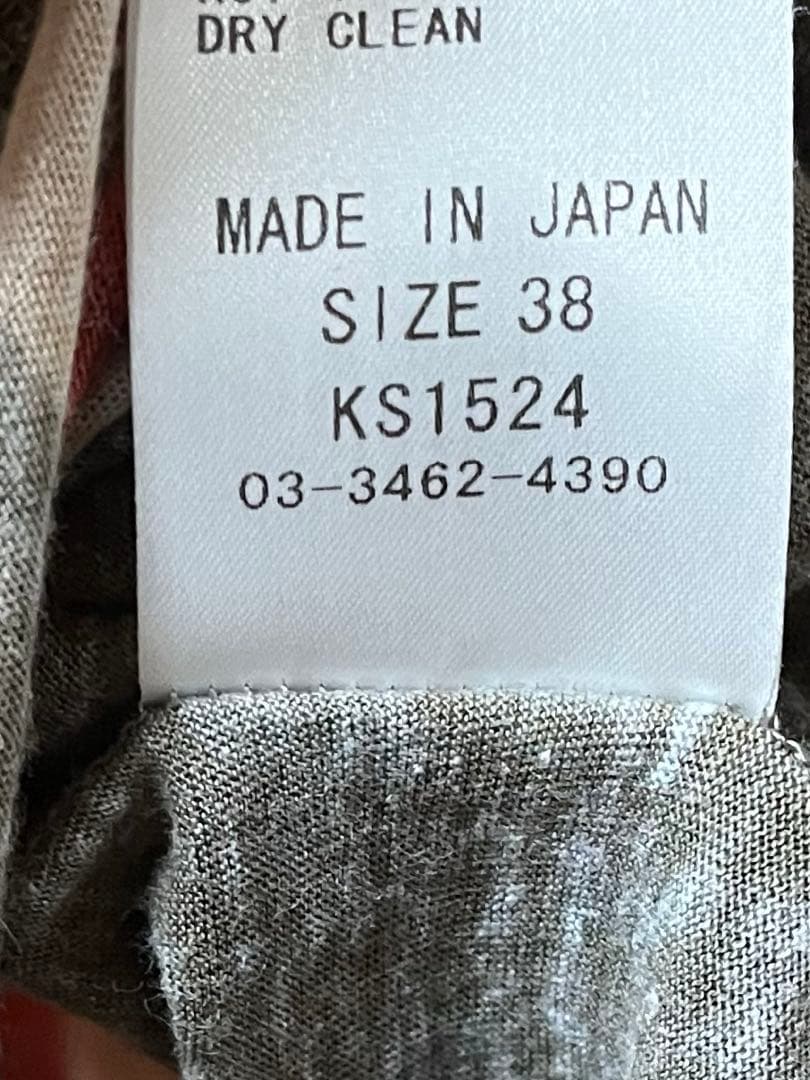 DRY CLEAN
MADE IN JAPAN
SIZE 38
KS1524
03-3462-4390